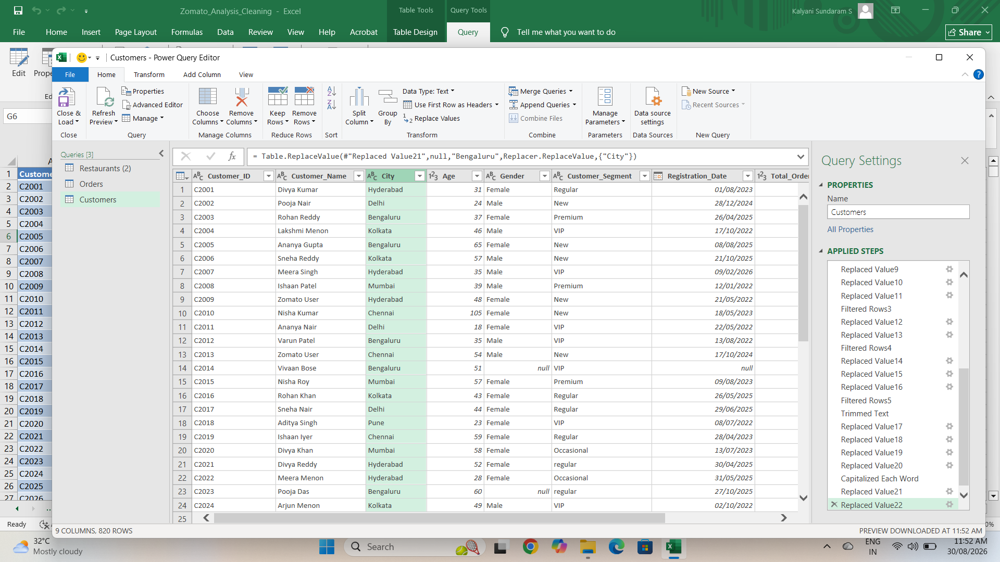 Zomato_Analysis_Cleaning - Excel
Table Tools
Query Tools
Kalyani Sundaram S
File Home Insert Page Layout Formulas Data Review View Help Acrobat Table Design Query Tell me what you want to do Share
Edit
Customers - Power Query Editor
File Home Transform Add Column View
Close & Load
Refresh Preview
Properties
Advanced Editor
Manage
Choose Columns
Remove Columns
Keep Rows
Remove Rows
Split Column
Group By
Data Type: Text
Use First Row as Headers
Replace Values
Merge Queries
Append Queries
Combine Files
Manage Parameters
Data source settings
New Source
Recent Sources
Close Query Manage Columns Reduce Rows Sort Transform Combine Parameters Data Sources New Query
G6
Queries [3]
Restaurants (2)
Orders
Customers
fx = Table.ReplaceValue(#"Replaced Value21",null,"Bengaluru",Replacer.ReplaceValue,{"City"})
Customer_ID Customer_Name City Age Gender Customer_Segment Registration_Date
1 C2001 Divya Kumar Hyderabad 31 Female Regular 01/08/2023
2 C2002 Pooja Nair Delhi 24 Male New 28/12/2024
3 C2003 Rohan Reddy Bengaluru 37 Female Premium 26/04/2025
4 C2004 Lakshmi Menon Kolkata 46 Male VIP 17/10/2022
5 C2005 Ananya Gupta Bengaluru 65 Female New 08/08/2025
6 C2006 Sneha Reddy Kolkata 57 Male New 21/10/2025
7 C2007 Meera Singh Hyderabad 35 Male VIP 09/02/2026
8 C2008 Ishaan Patel Mumbai 39 Male Premium 12/01/2022
9 C2009 Zomato User Hyderabad 48 Female New 21/05/2022
10 C2010 Nisha Kumar Chennai 105 Female New 18/05/2023
11 C2011 Ananya Nair Delhi 18 Female VIP 22/05/2022
12 C2012 Varun Patel Bengaluru 35 Male VIP 13/08/2022
13 C2013 Zomato User Chennai 54 Male New 17/10/2024
14 C2014 Vivaan Bose Bengaluru 51 null VIP null
15 C2015 Nisha Roy Mumbai 57 Female Premium 09/08/2023
16 C2016 Rohan Khan Kolkata 43 Female Regular 26/05/2023
17 C2017 Sneha Nair Delhi 44 Female Regular 29/06/2025
18 C2018 Aditya Singh Pune 23 Female VIP 08/07/2022
19 C2019 Ishaan Iyer Chennai 59 Female Regular 28/04/2023
20 C2020 Divya Khan Mumbai 58 Female Occasional 13/07/2023
21 C2021 Divya Reddy Hyderabad 52 Female regular 30/04/2025
22 C2022 Meera Menon Hyderabad 28 Female Occasional 31/05/2025
23 C2023 Pooja Das Bengaluru 60 null regular 27/10/2025
24 C2024 Arjun Menon Kolkata 49 Male VIP 02/10/2022
25
Query Settings
PROPERTIES
Name
Customers
All Properties
APPLIED STEPS
Replaced Value9
Replaced Value10
Replaced Value11
Filtered Rows3
Replaced Value12
Replaced Value13
Filtered Rows4
Replaced Value14
Replaced Value15
Replaced Value16
Filtered Rows5
Trimmed Text
Replaced Value17
Replaced Value18
Replaced Value19
Replaced Value20
Capitalized Each Word
Replaced Value21
Replaced Value22
1
2 C2001
3 C2002
4 C2003
5 C2004
6 C2005
7 C2006
8 C2007
9 C2008
10 C2009
11 C2010
12 C2011
13 C2012
14 C2013
15 C2014
16 C2015
17 C2016
18 C2017
19 C2018
20 C2019
21 C2020
22 C2021
23 C2022
24 C2023
25 C2024
26 C2025
27 C2026
Ready
9 COLUMNS, 820 ROWS
PREVIEW DOWNLOADED AT 11:52 AM
32°C
Mostly cloudy
Search
ENG
IN
11:52 AM
30/08/2026